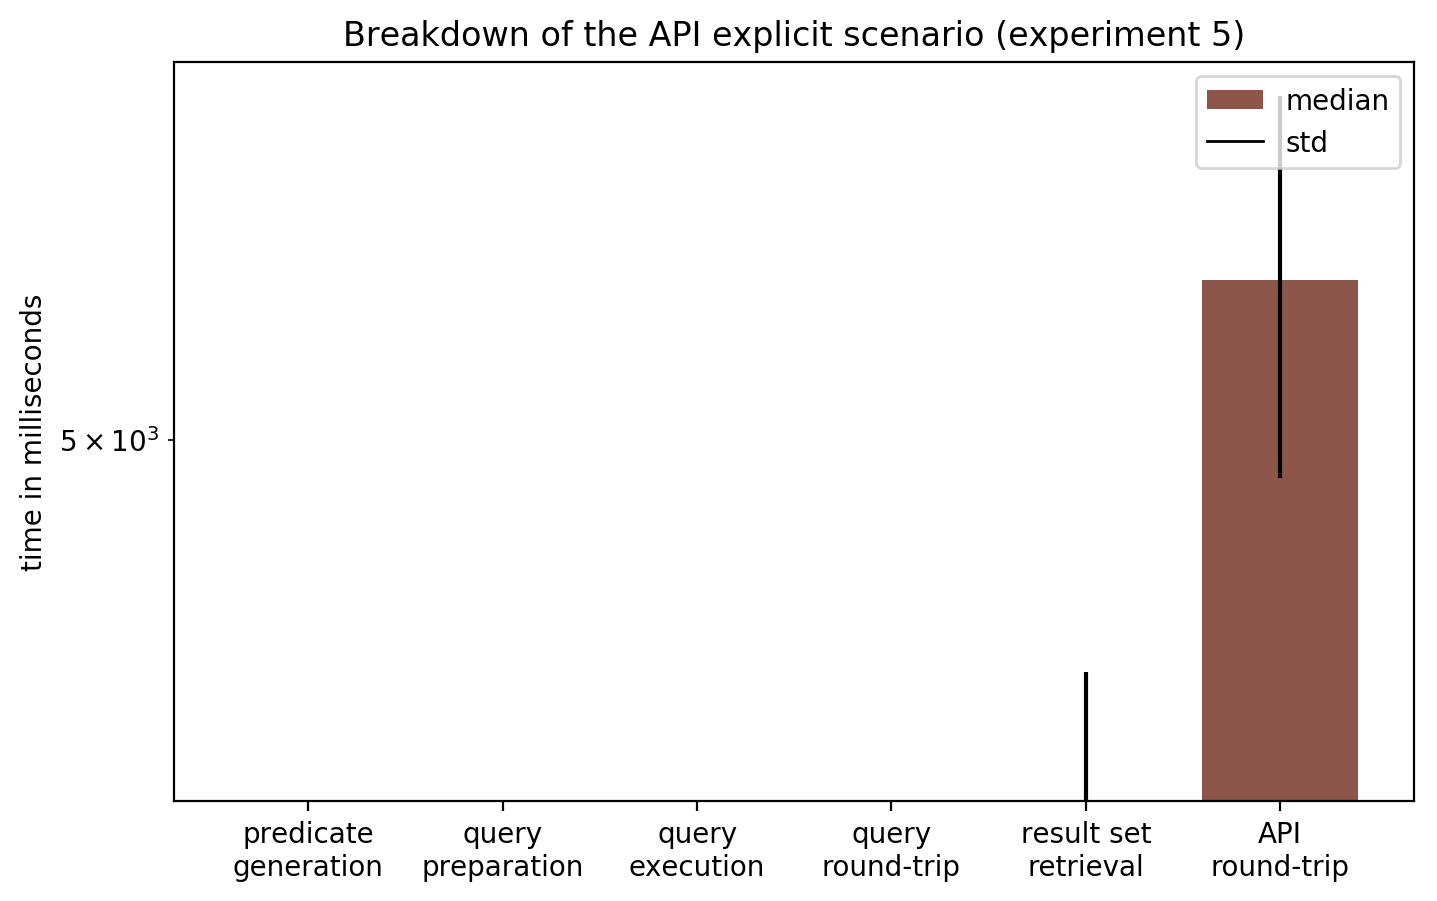 Breakdown of the API explicit scenario (experiment 5)
median
std
time in milliseconds
5 × 10³
predicate
generation
query
preparation
query
execution
query
round-trip
result set
retrieval
API
round-trip